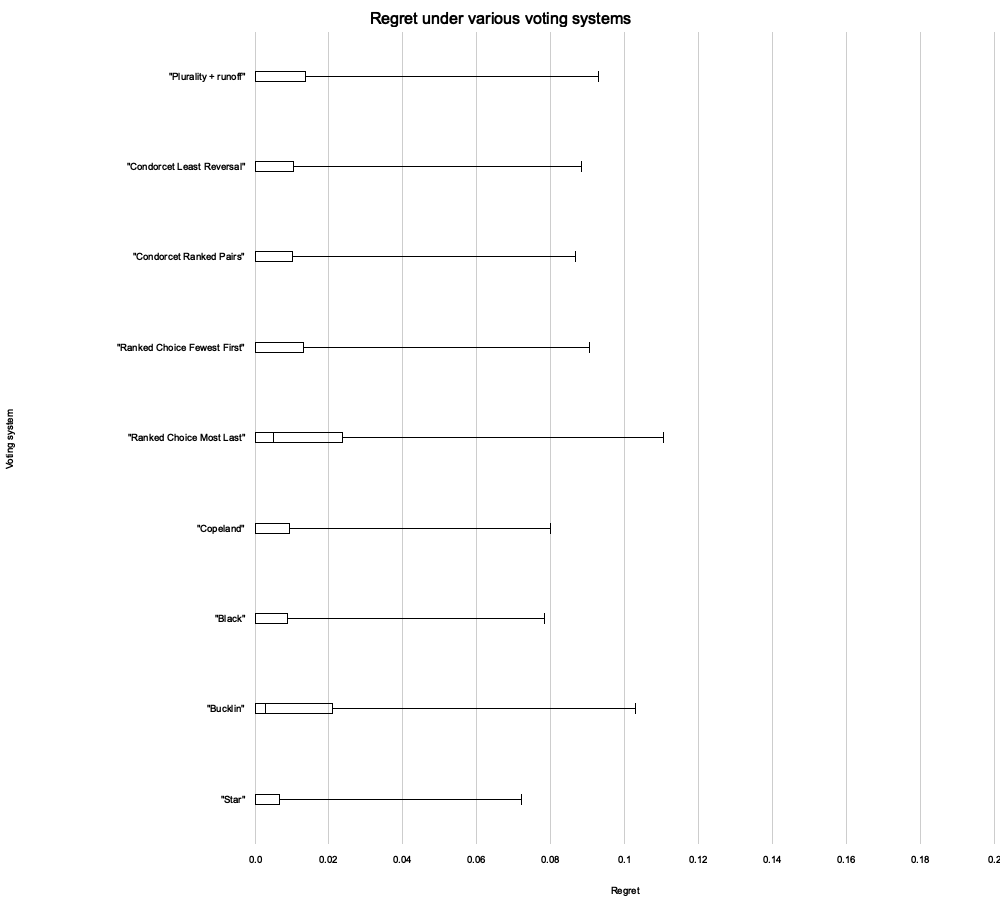 Regret under various voting systems
"Plurality + runoff"
"Condorcet Least Reversal"
"Condorcet Ranked Pairs"
"Ranked Choice Fewest First"
Voting system
"Ranked Choice Most Last"
"Copeland"
"Black"
"Bucklin"
"Star"
0.0 0.02 0.04 0.06 0.08 0.1 0.12 0.14 0.16 0.18 0.2
Regret